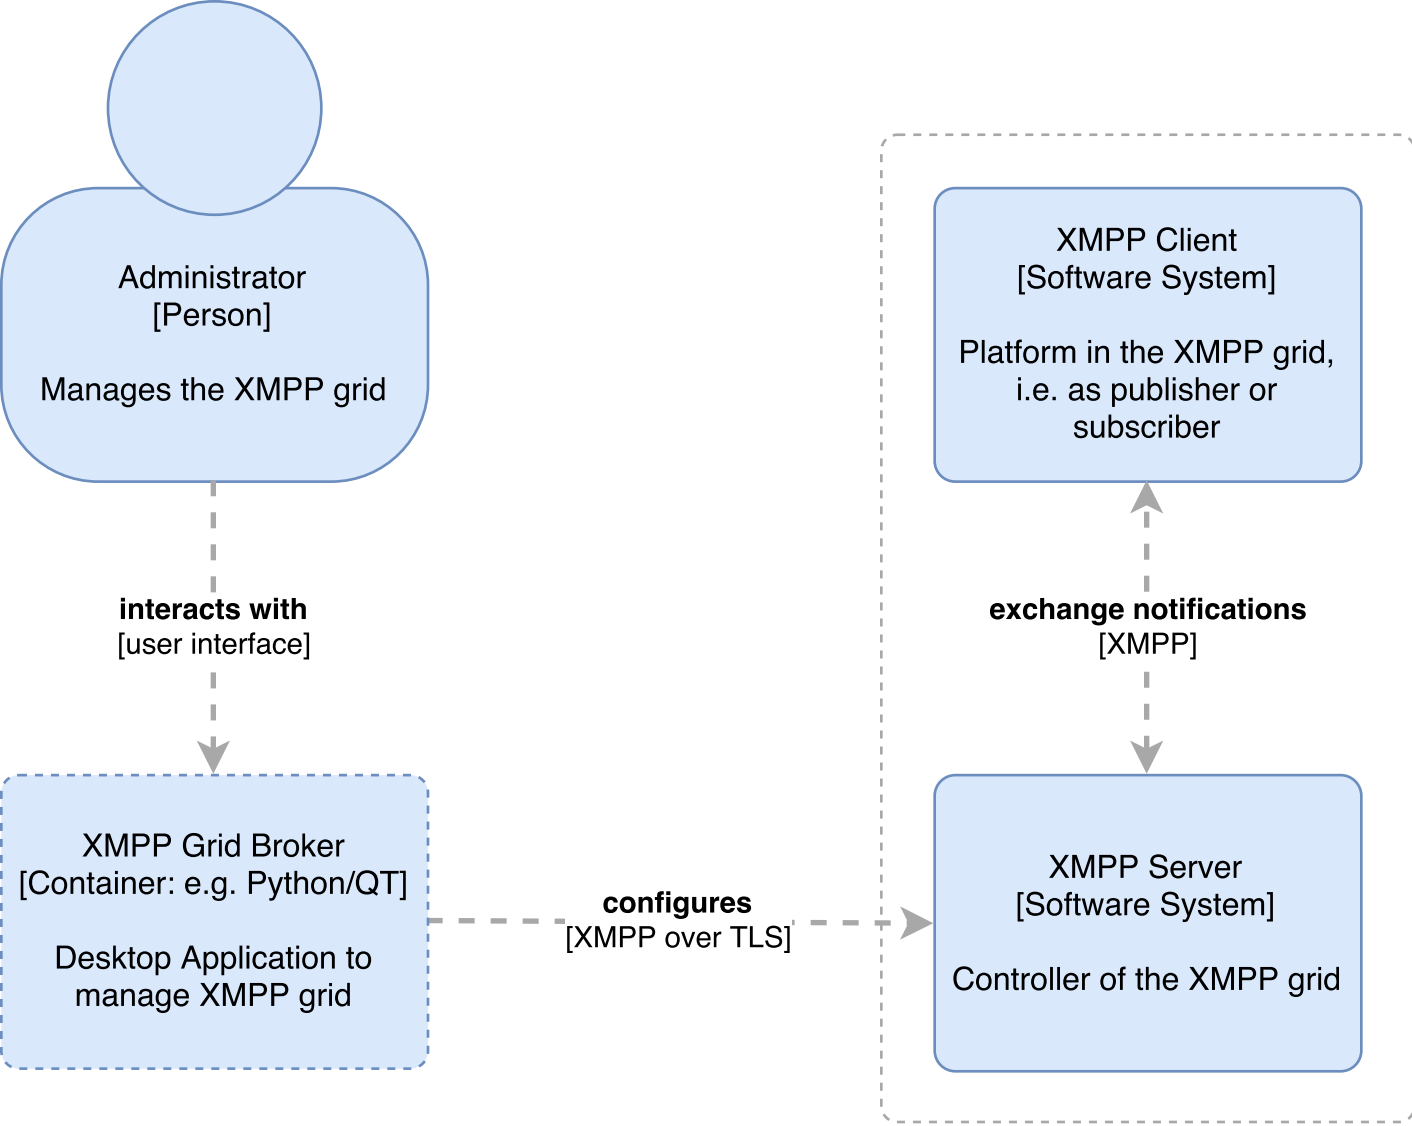 Administrator
[Person]
Manages the XMPP grid
interacts with
[user interface]
XMPP Grid Broker
[Container: e.g. Python/QT]
Desktop Application to
manage XMPP grid
configures
[XMPP over TLS]
XMPP Client
[Software System]
Platform in the XMPP grid,
i.e. as publisher or
subscriber
exchange notifications
[XMPP]
XMPP Server
[Software System]
Controller of the XMPP grid